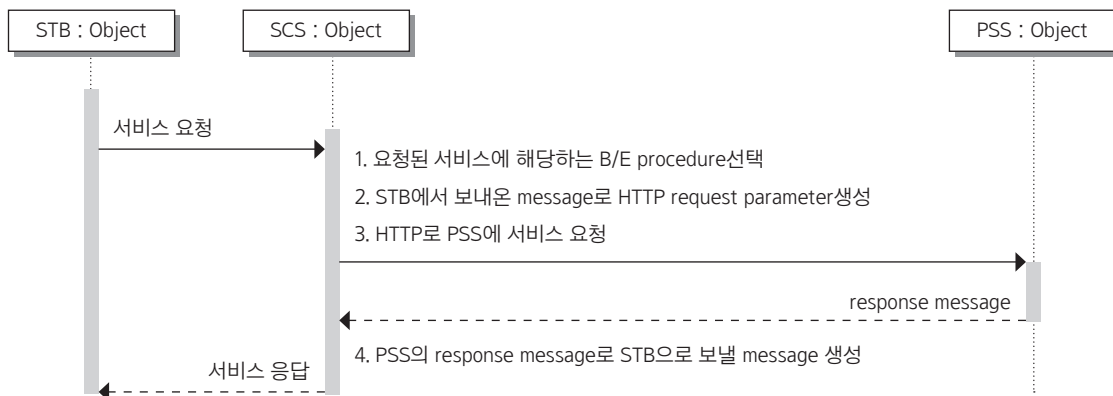 STB : Object
SCS : Object
PSS : Object
서비스 요청
1. 요청된 서비스에 해당하는 B/E procedure선택
2. STB에서 보내온 message로 HTTP request parameter생성
3. HTTP로 PSS에 서비스 요청
response message
4. PSS의 response message로 STB으로 보낼 message 생성
서비스 응답